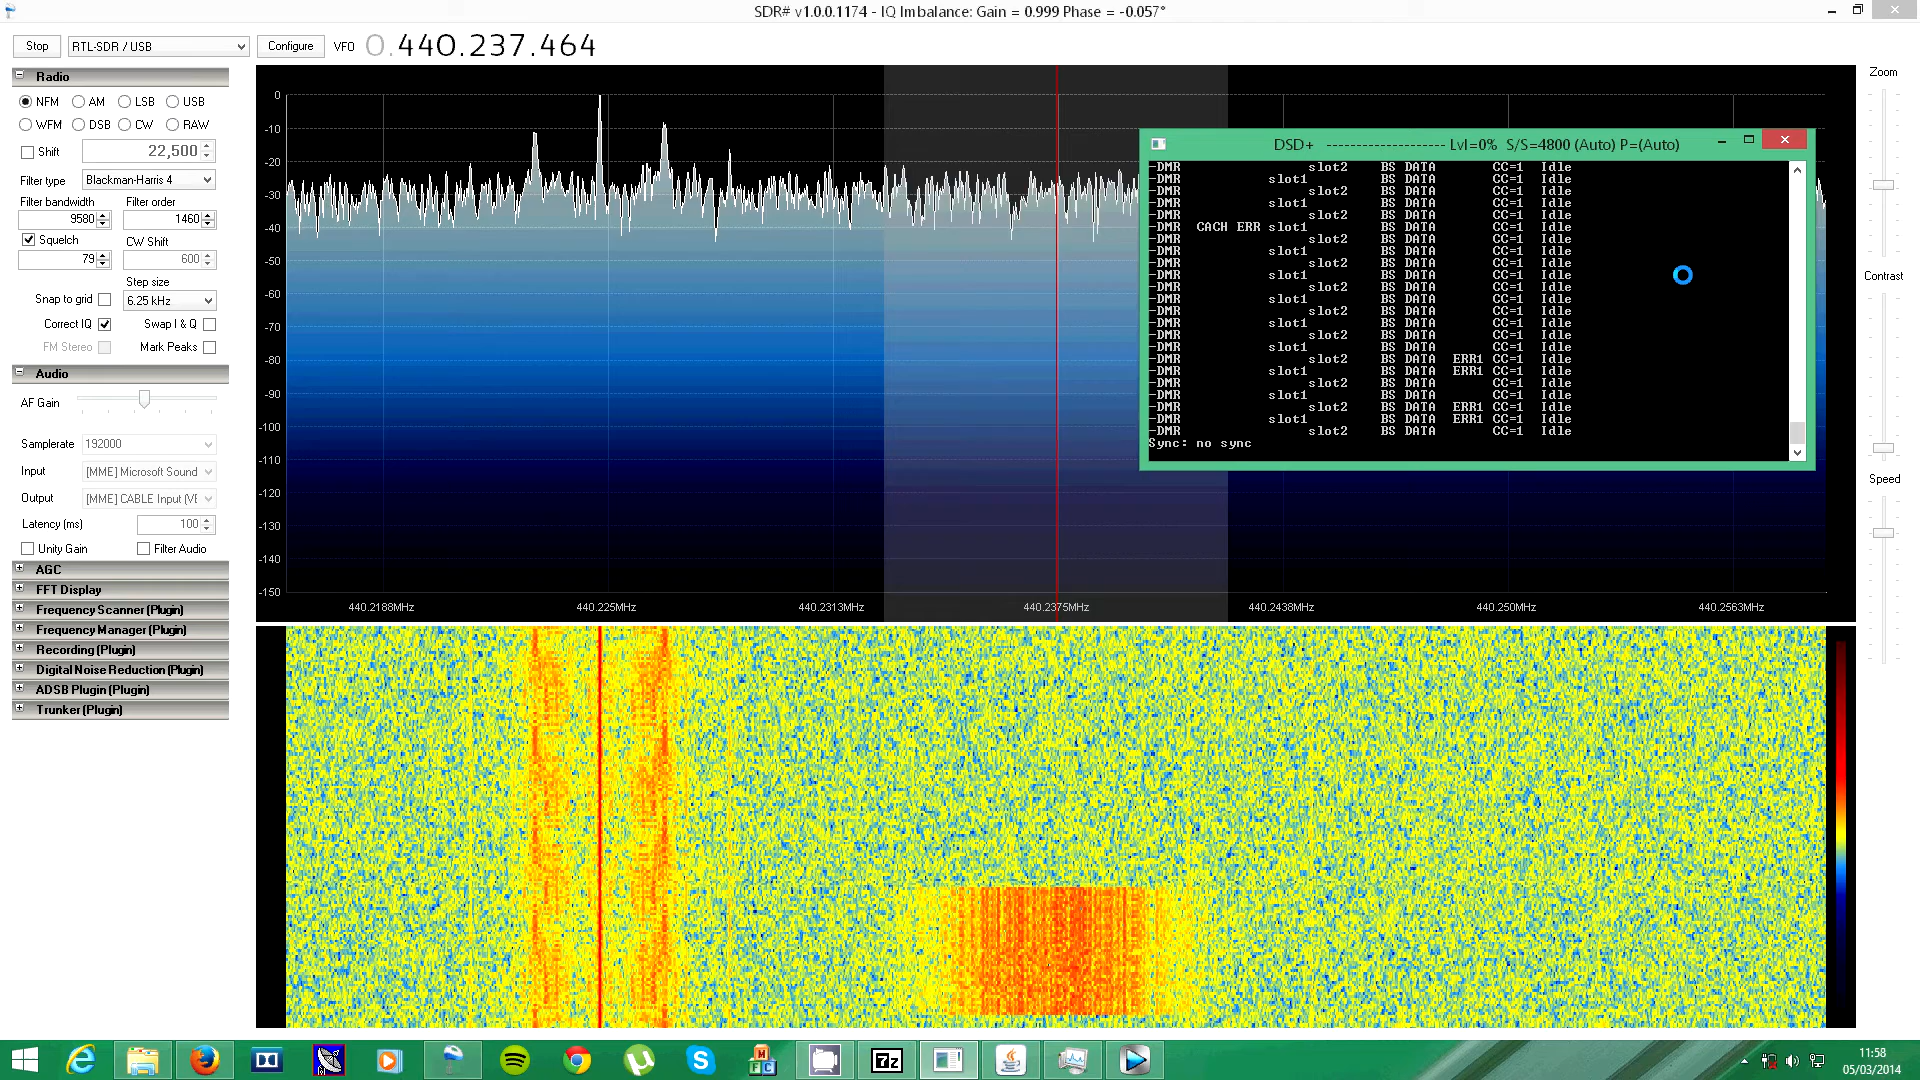 SDR# v1.0.0.1174 - IQ Imbalance: Gain = 0.999 Phase = -0.057°
Stop RTL-SDR / USB Configure VFO 0.440.237.464
Radio
NFM AM LSB USB
WFM DSB CW RAW
Shift 22,500
Filter type Blackman-Harris 4
Filter bandwidth Filter order
9580 1460
Squelch CW Shift
79 600
Step size
Snap to grid 6.25 kHz
Correct IQ Swap I & Q
FM Stereo Mark Peaks
Audio
AF Gain
Samplerate 192000
Input [MME] Microsoft Sound
Output [MME] CABLE Input (VE
Latency (ms) 100
Unity Gain Filter Audio
AGC
FFT Display
Frequency Scanner (Plugin)
Frequency Manager (Plugin)
Recording (Plugin)
Digital Noise Reduction (Plugin)
ADSB Plugin (Plugin)
Trunker (Plugin)
0
-10
-20
-30
-40
-50
-60
-70
-80
-90
-100
-110
-120
-130
-140
-150
440.2188MHz 440.225MHz 440.2313MHz 440.2375MHz 440.2438MHz 440.250MHz 440.2563MHz
DSD+ -------------------- Lvl=0% S/S=4800 (Auto) P=(Auto)
-DMR slot2 BS DATA CC=1 Idle
-DMR slot1 BS DATA CC=1 Idle
-DMR slot2 BS DATA CC=1 Idle
-DMR slot1 BS DATA CC=1 Idle
-DMR slot2 BS DATA CC=1 Idle
-DMR CACH ERR slot1 BS DATA CC=1 Idle
-DMR slot2 BS DATA CC=1 Idle
-DMR slot1 BS DATA CC=1 Idle
-DMR slot2 BS DATA CC=1 Idle
-DMR slot1 BS DATA CC=1 Idle
-DMR slot2 BS DATA CC=1 Idle
-DMR slot1 BS DATA CC=1 Idle
-DMR slot2 BS DATA CC=1 Idle
-DMR slot1 BS DATA CC=1 Idle
-DMR slot2 BS DATA CC=1 Idle
-DMR slot1 BS DATA CC=1 Idle
-DMR slot2 BS DATA ERR1 CC=1 Idle
-DMR slot1 BS DATA ERR1 CC=1 Idle
-DMR slot2 BS DATA CC=1 Idle
-DMR slot1 BS DATA CC=1 Idle
-DMR slot2 BS DATA ERR1 CC=1 Idle
-DMR slot1 BS DATA ERR1 CC=1 Idle
-DMR slot2 BS DATA CC=1 Idle
Sync: no sync
Zoom
Contrast
Speed
M
F C
7z
11:58
05/03/2014